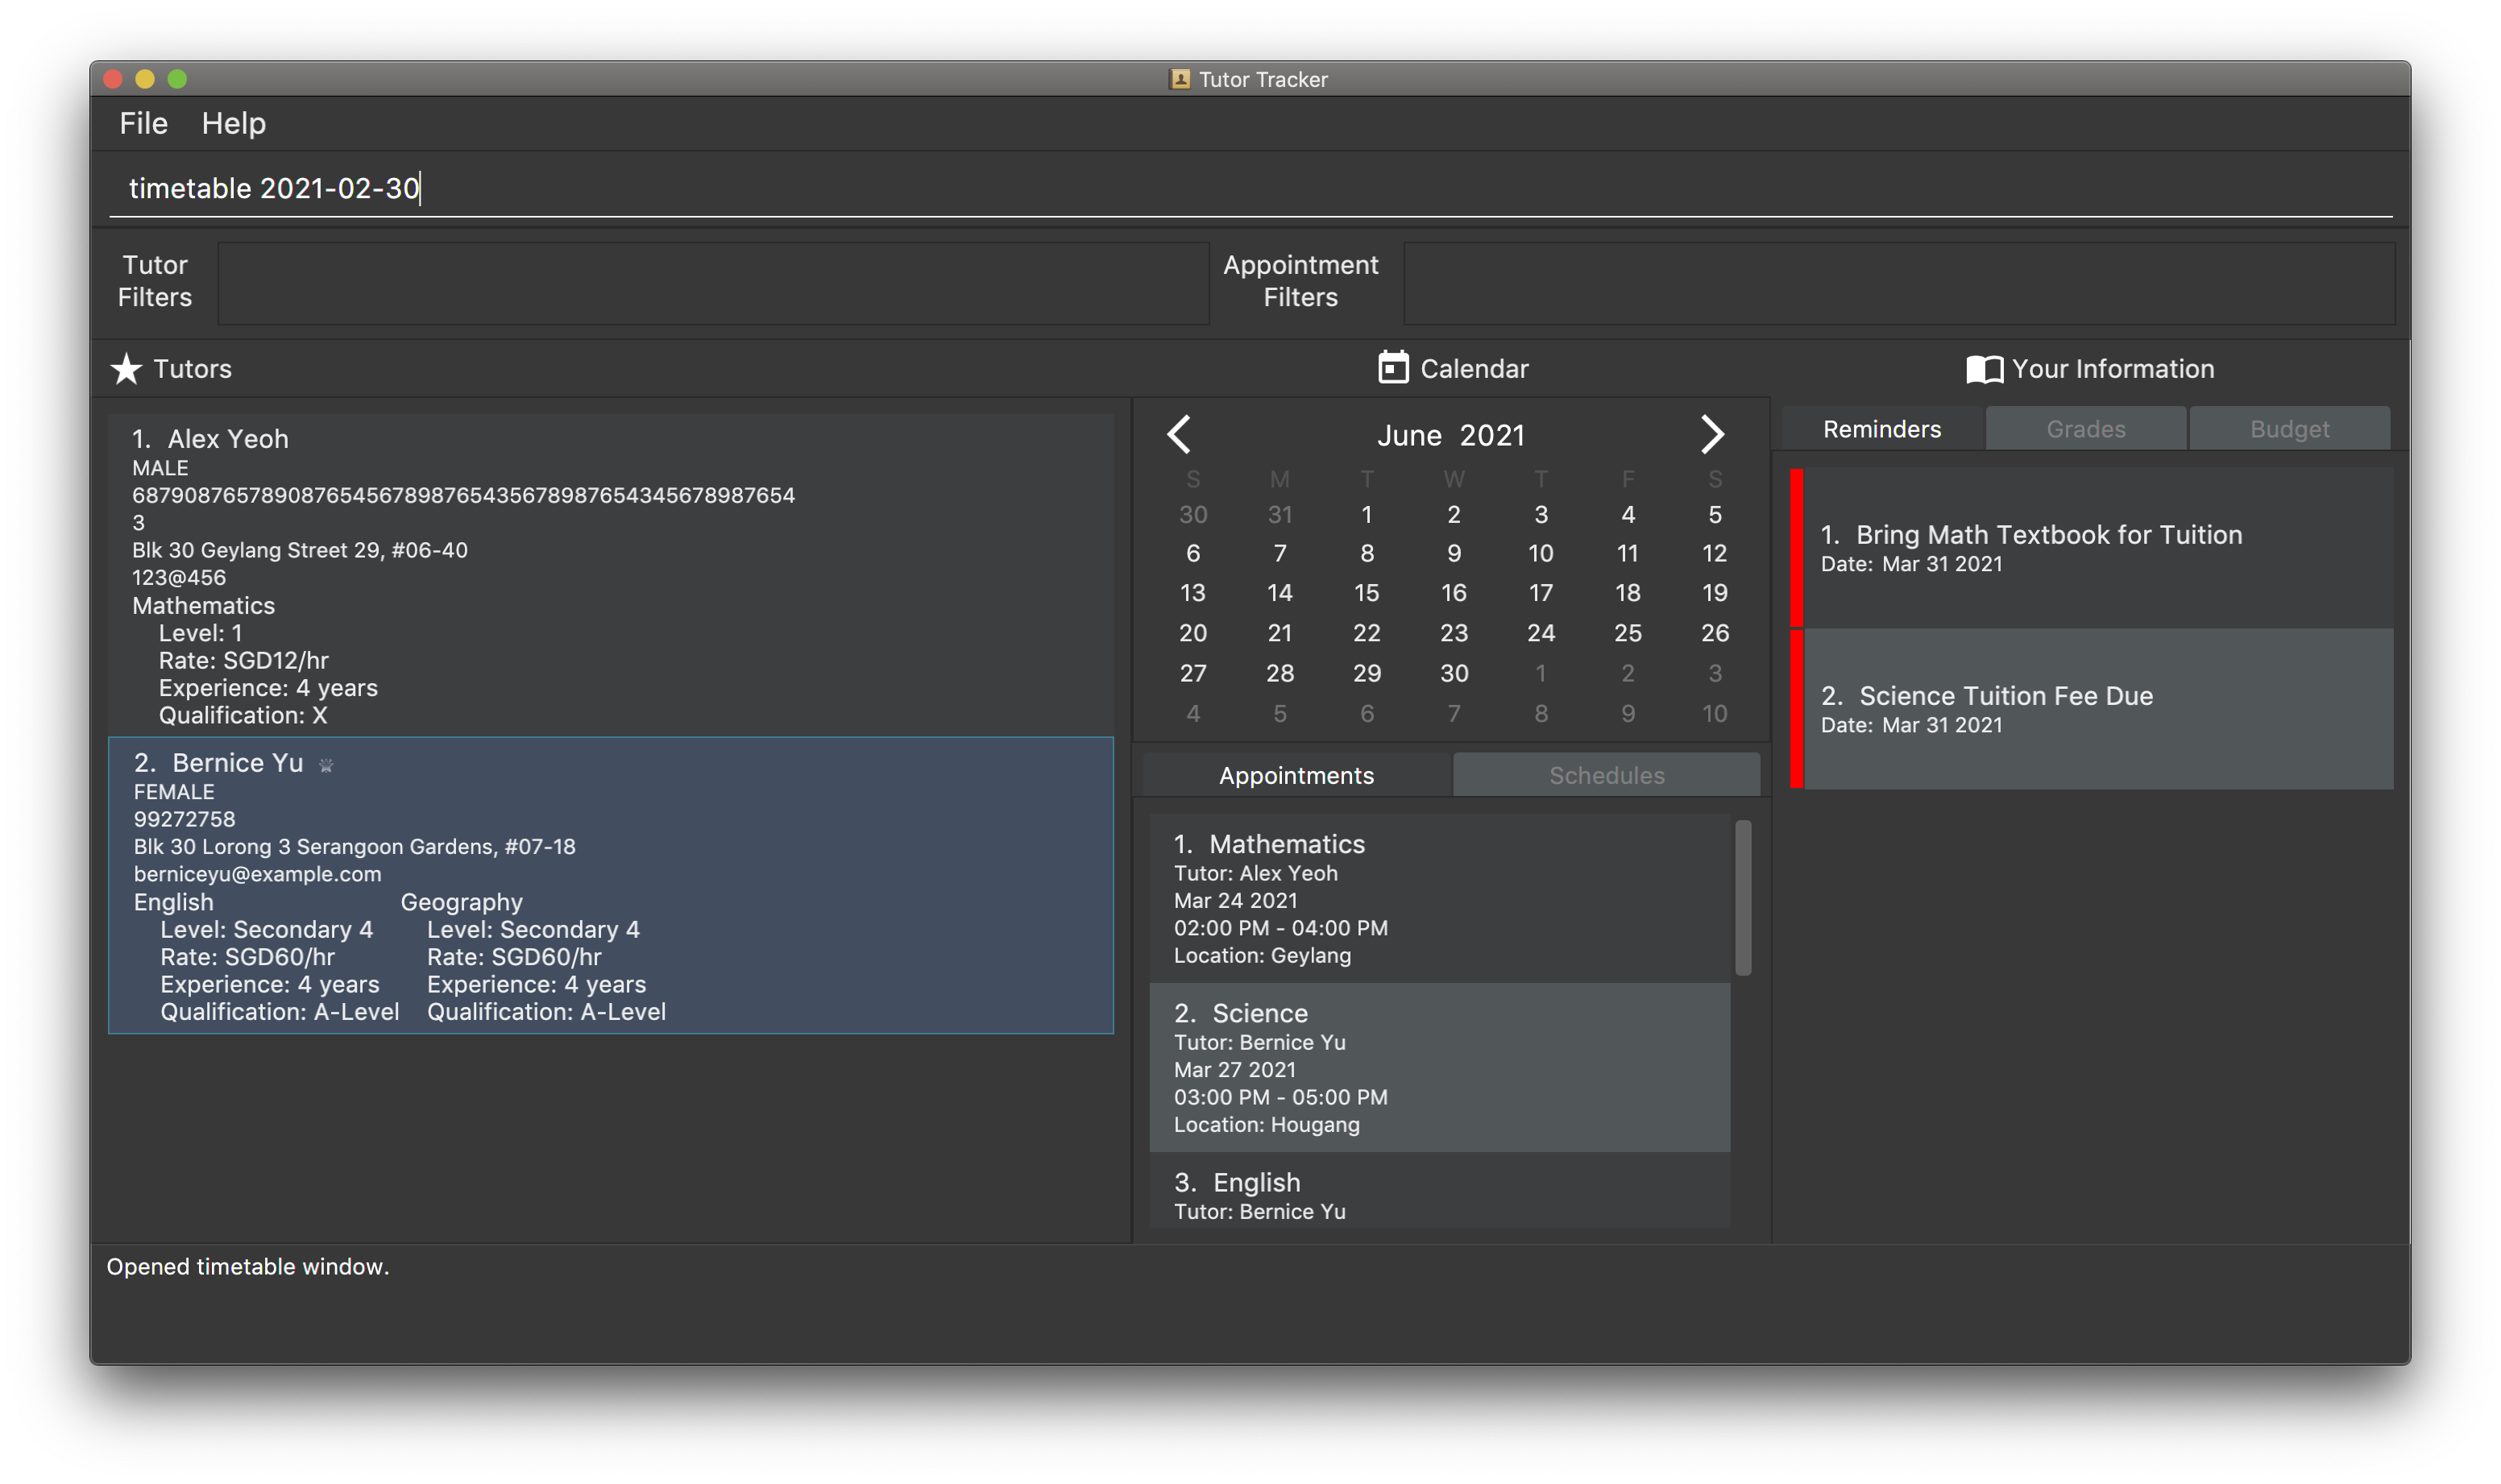 Tutor Tracker
File Help
timetable 2021-02-30
Tutor
Filters
Appointment
Filters
Tutors
1. Alex Yeoh
MALE
68790876578908765456789876543567898765434567898765​4
3
Blk 30 Geylang Street 29, #06-40
123@456
Mathematics
Level: 1
Rate: SGD12/hr
Experience: 4 years
Qualification: X
2. Bernice Yu
FEMALE
99272758
Blk 30 Lorong 3 Serangoon Gardens, #07-18
berniceyu@example.com
English Geography
Level: Secondary 4 Level: Secondary 4
Rate: SGD60/hr Rate: SGD60/hr
Experience: 4 years Experience: 4 years
Qualification: A-Level Qualification: A-Level
Calendar
June 2021
S M T W T F S
30 31 1 2 3 4 5
6 7 8 9 10 11 12
13 14 15 16 17 18 19
20 21 22 23 24 25 26
27 28 29 30 1 2 3
4 5 6 7 8 9 10
Appointments Schedules
1. Mathematics
Tutor: Alex Yeoh
Mar 24 2021
02:00 PM - 04:00 PM
Location: Geylang
2. Science
Tutor: Bernice Yu
Mar 27 2021
03:00 PM - 05:00 PM
Location: Hougang
3. English
Tutor: Bernice Yu
Your Information
Reminders Grades Budget
1. Bring Math Textbook for Tuition
Date: Mar 31 2021
2. Science Tuition Fee Due
Date: Mar 31 2021
Opened timetable window.